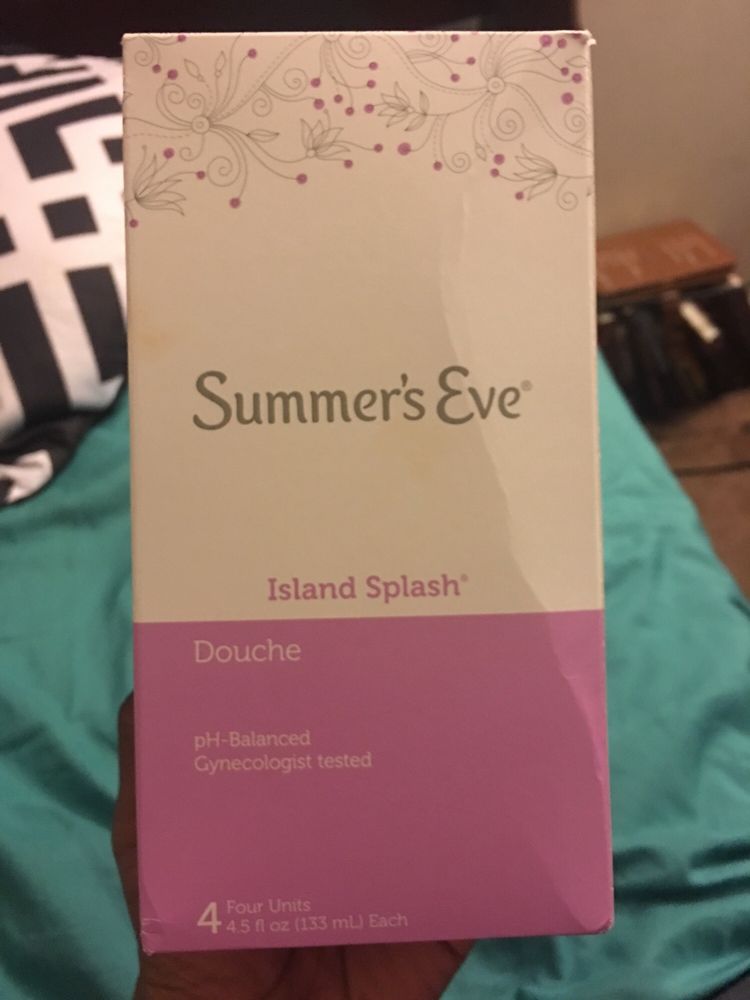 Summer's Eve®
Island Splash®
Douche
pH-Balanced
Gynecologist tested
4 Four Units
4.5 fl oz (133 mL) Each